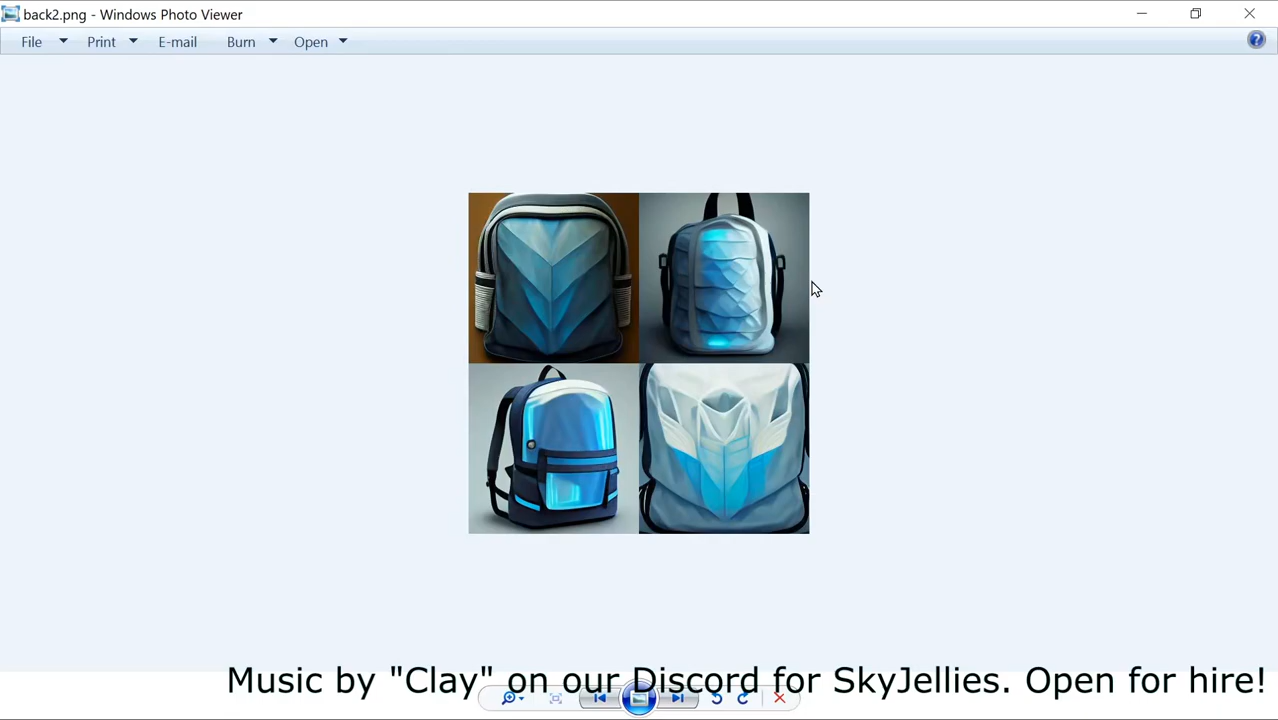 back2.png - Windows Photo Viewer
File Print E-mail Burn Open
Music by "Clay" on our Discord for SkyJellies. Open for hire!